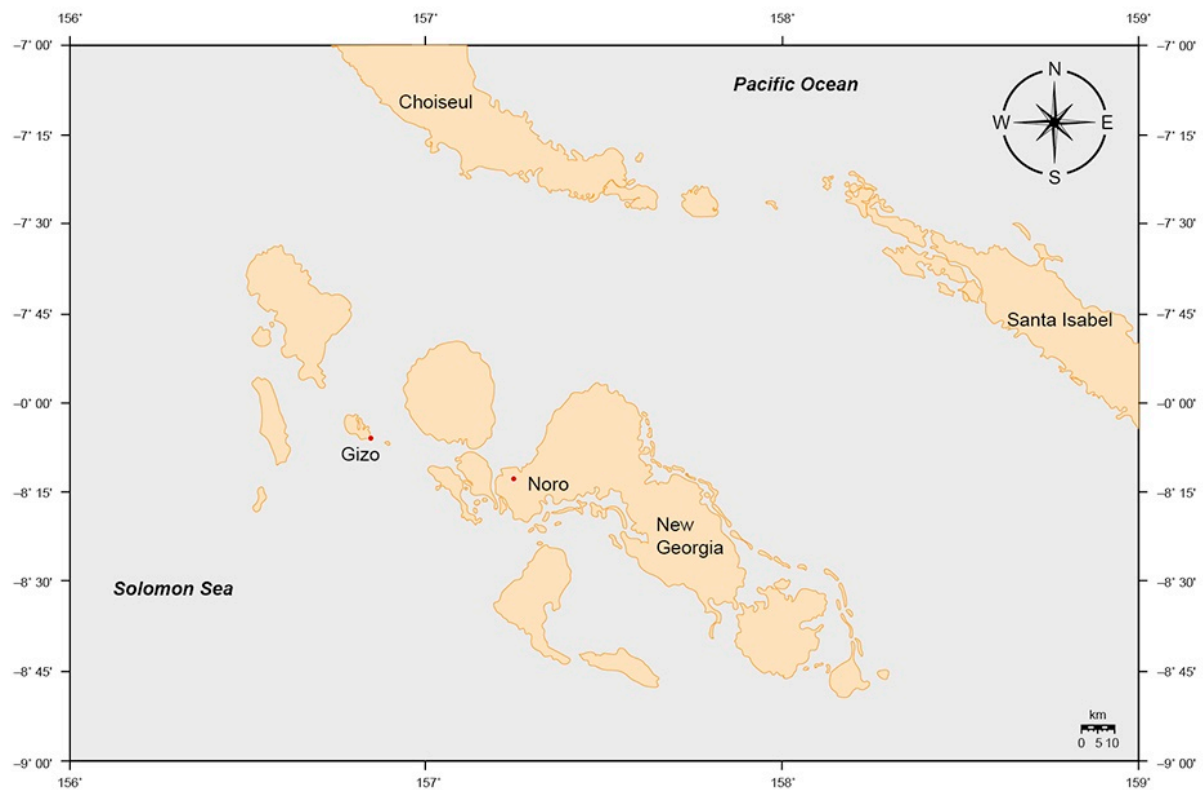 156˚ 157˚ 158˚ 159˚
–7˚ 00' –7˚ 00'
Pacific Ocean
N
Choiseul
W E
–7˚ 15' –7˚ 15'
S
–7˚ 30' –7˚ 30'
–7˚ 45' Santa Isabel –7˚ 45'
–0˚ 00' –0˚ 00'
Gizo
Noro
–8˚ 15' –8˚ 15'
New
Georgia
–8˚ 30' –8˚ 30'
Solomon Sea
–8˚ 45' –8˚ 45'
km
0 5 10
–9˚ 00' –9˚ 00'
156˚ 157˚ 158˚ 159˚